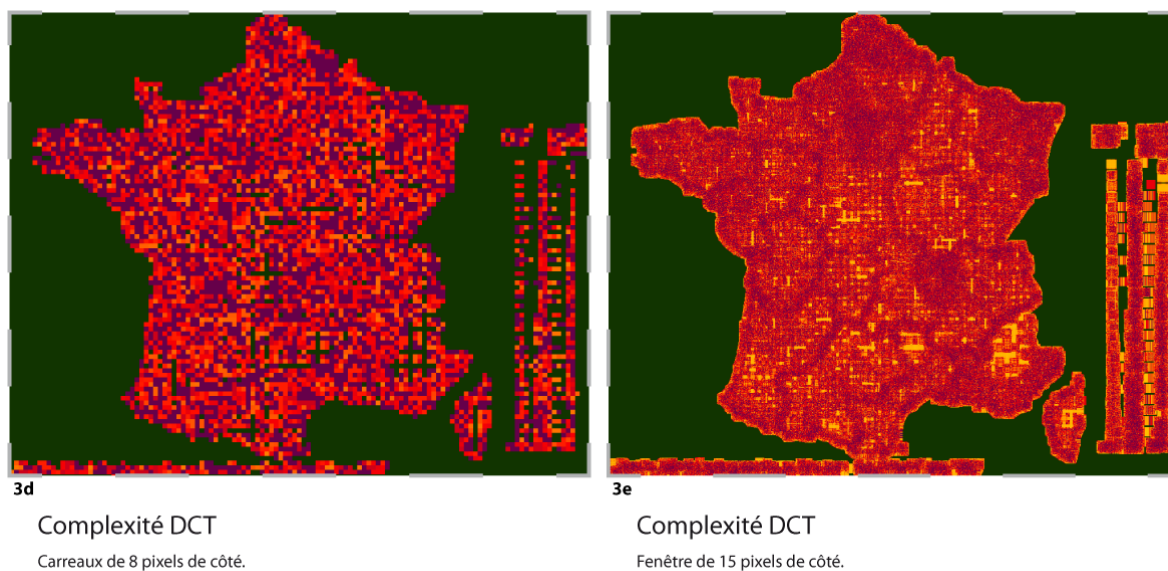 3d
Complexité DCT
Carreaux de 8 pixels de côté.
3e
Complexité DCT
Fenêtre de 15 pixels de côté.